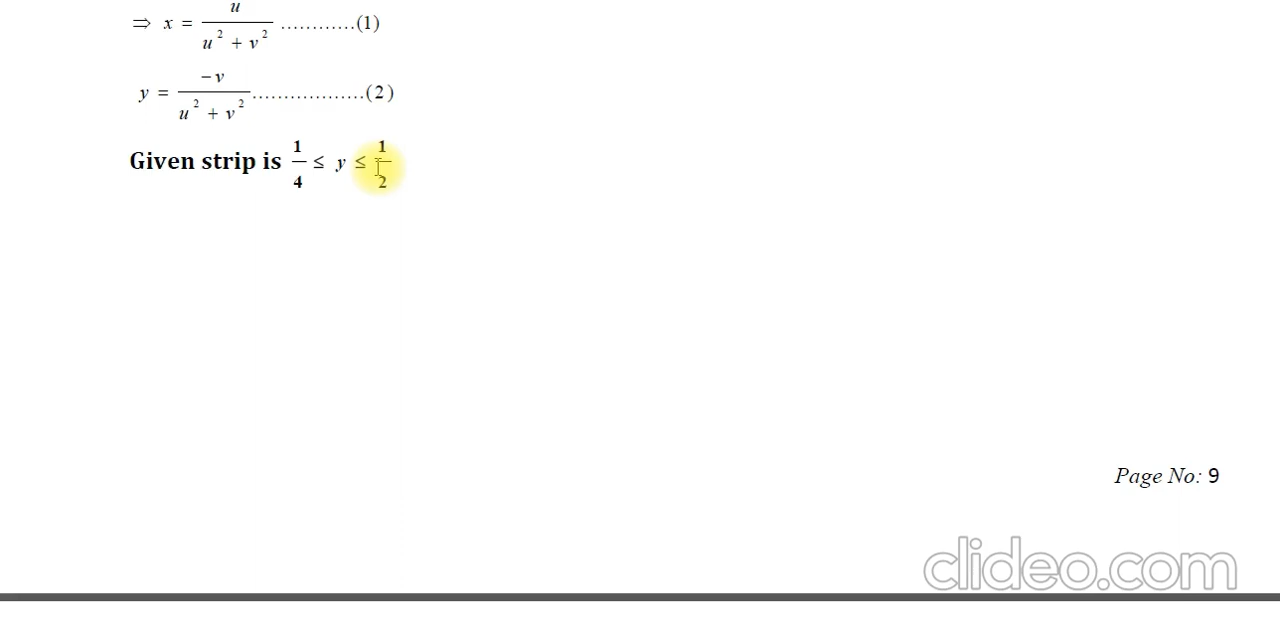 ⇒ x = u / (u² + v²) ............(1)
y = −v / (u² + v²) ..................(2)
Given strip is 1/4 ≤ y ≤ 1/2
Page No: 9
clideo.com